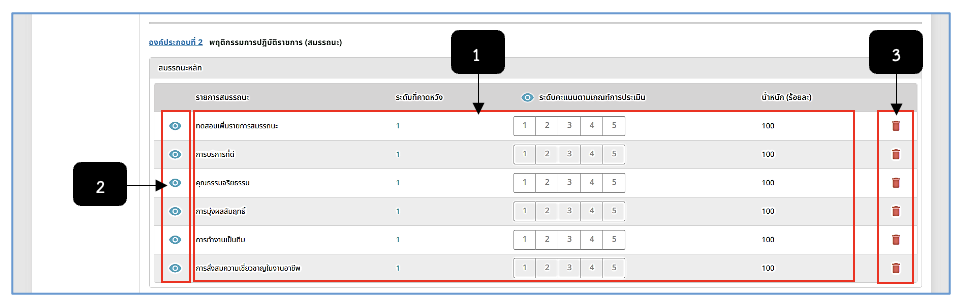 องค์ประกอบที่ 2 พฤติกรรมการปฏิบัติราชการ (สมรรถนะ)
1
3
สมรรถนะหลัก
รายการสมรรถนะ ระดับที่คาดหวัง ระดับคะแนนตามเกณฑ์การประเมิน น้ำหนัก (ร้อยละ)
ทดสอบเพิ่มรายการสมรรถนะ 1 1 2 3 4 5 100
การบริการที่ดี 1 1 2 3 4 5 100
2
คุณธรรมจริยธรรม 1 1 2 3 4 5 100
การมุ่งผลสัมฤทธิ์ 1 1 2 3 4 5 100
การทำงานเป็นทีม 1 1 2 3 4 5 100
การสั่งสมความเชี่ยวชาญในงานอาชีพ 1 1 2 3 4 5 100